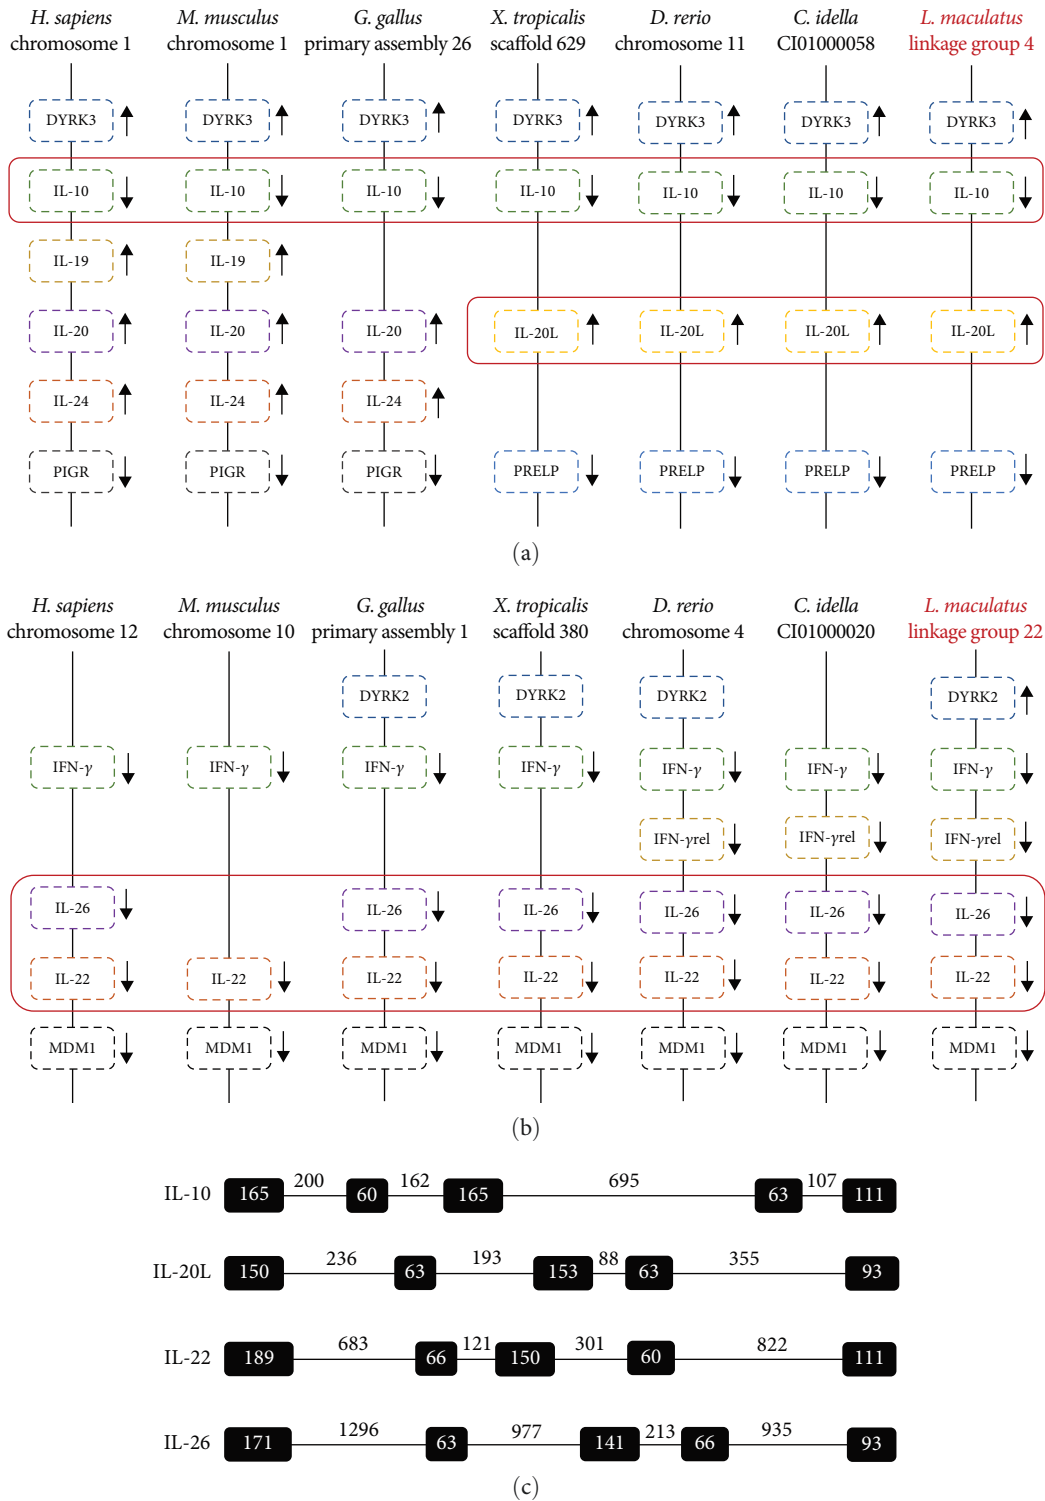 H. sapiens M. musculus G. gallus X. tropicalis D. rerio C. idella L. maculatus
chromosome 1 chromosome 1 primary assembly 26 scaffold 629 chromosome 11 CI01000058 linkage group 4
DYRK3 DYRK3 DYRK3 DYRK3 DYRK3 DYRK3 DYRK3
IL-10 IL-10 IL-10 IL-10 IL-10 IL-10 IL-10
IL-19 IL-19
IL-20 IL-20 IL-20 IL-20L IL-20L IL-20L IL-20L
IL-24 IL-24 IL-24
PIGR PIGR PIGR PRELP PRELP PRELP PRELP
(a)
H. sapiens M. musculus G. gallus X. tropicalis D. rerio C. idella L. maculatus
chromosome 12 chromosome 10 primary assembly 1 scaffold 380 chromosome 4 CI01000020 linkage group 22
DYRK2 DYRK2 DYRK2 DYRK2
IFN-γ IFN-γ IFN-γ IFN-γ IFN-γ IFN-γ IFN-γ
IFN-γrel IFN-γrel IFN-γrel
IL-26 IL-26 IL-26 IL-26 IL-26 IL-26
IL-22 IL-22 IL-22 IL-22 IL-22 IL-22 IL-22
MDM1 MDM1 MDM1 MDM1 MDM1 MDM1 MDM1
(b)
200 162 695 107
IL-10 165 60 165 63 111
236 193 88 355
IL-20L 150 63 153 63 93
683 121 301 822
IL-22 189 66 150 60 111
1296 977 213 935
IL-26 171 63 141 66 93
(c)